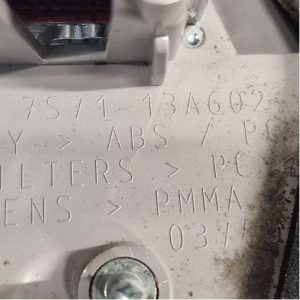 7S71-13A602
Y > ABS / PC
ILTERS > PC <
ENS > PMMA
03/